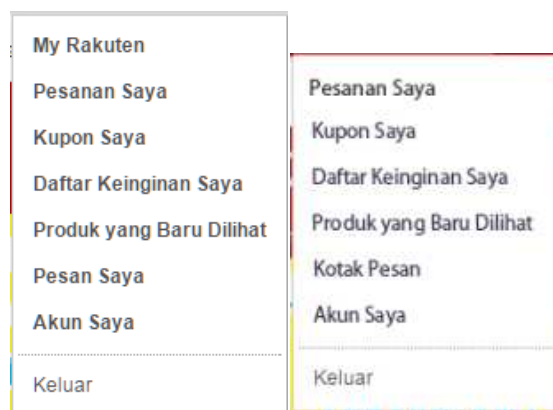 My Rakuten
Pesanan Saya
Kupon Saya
Daftar Keinginan Saya
Produk yang Baru Dilihat
Pesan Saya
Akun Saya
Keluar
Pesanan Saya
Kupon Saya
Daftar Keinginan Saya
Produk yang Baru Dilihat
Kotak Pesan
Akun Saya
Keluar